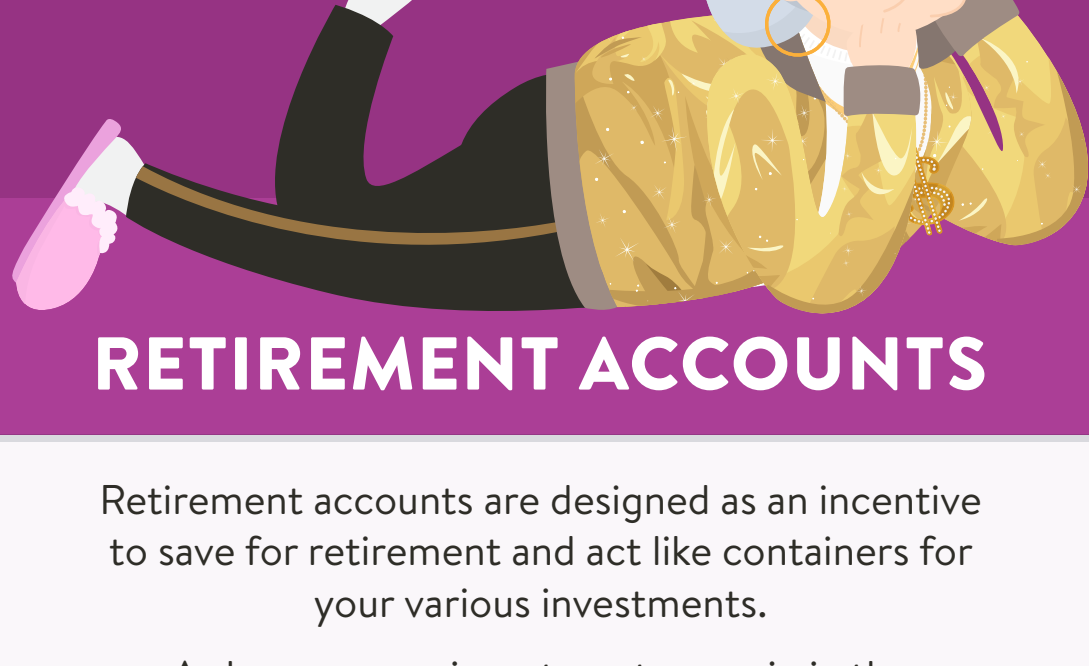 RETIREMENT ACCOUNTS
Retirement accounts are designed as an incentive
to save for retirement and act like containers for
your various investments.